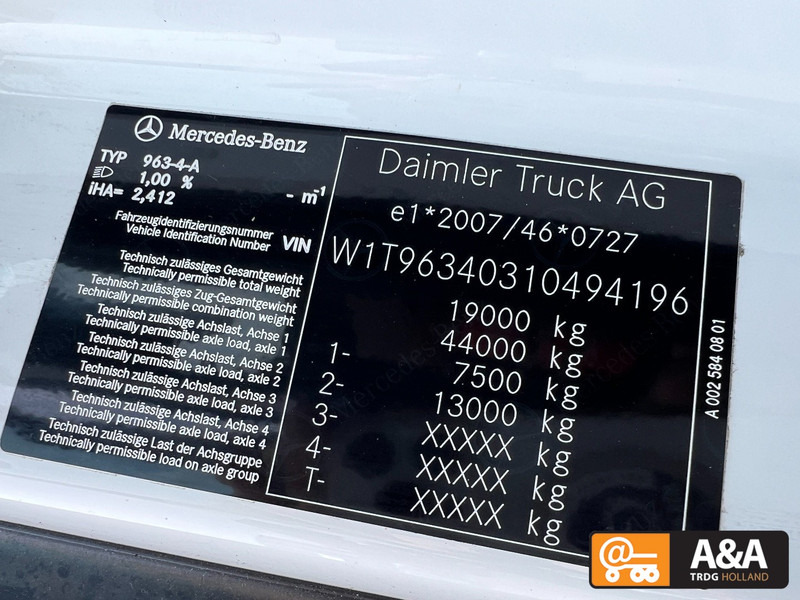 Mercedes-Benz
TYP 963-4-A
1,00 %
iHA= 2,412 - m⁻¹
Fahrzeugidentifizierungsnummer
Vehicle Identification Number VIN
Technisch zulässiges Gesamtgewicht
Technically permissible total weight
Technisch zulässiges Zug-Gesamtgewicht
Technically permissible combination weight
Technisch zulässige Achslast, Achse 1
Technically permissible axle load, axle 1
Technisch zulässige Achslast, Achse 2
Technically permissible axle load, axle 2
Technisch zulässige Achslast, Achse 3
Technically permissible axle load, axle 3
Technisch zulässige Achslast, Achse 4
Technically permissible axle load, axle 4
Technisch zulässige Last der Achsgruppe
Technically permissible load on axle group
Daimler Truck AG
e1*2007/46*0727
W1T96340310494196
19000 kg
44000 kg
1- 7500 kg
2- 13000 kg
3- XXXXX kg
4- XXXXX kg
T- XXXXX kg
A 002 584 08 01
A&A
TRDG HOLLAND